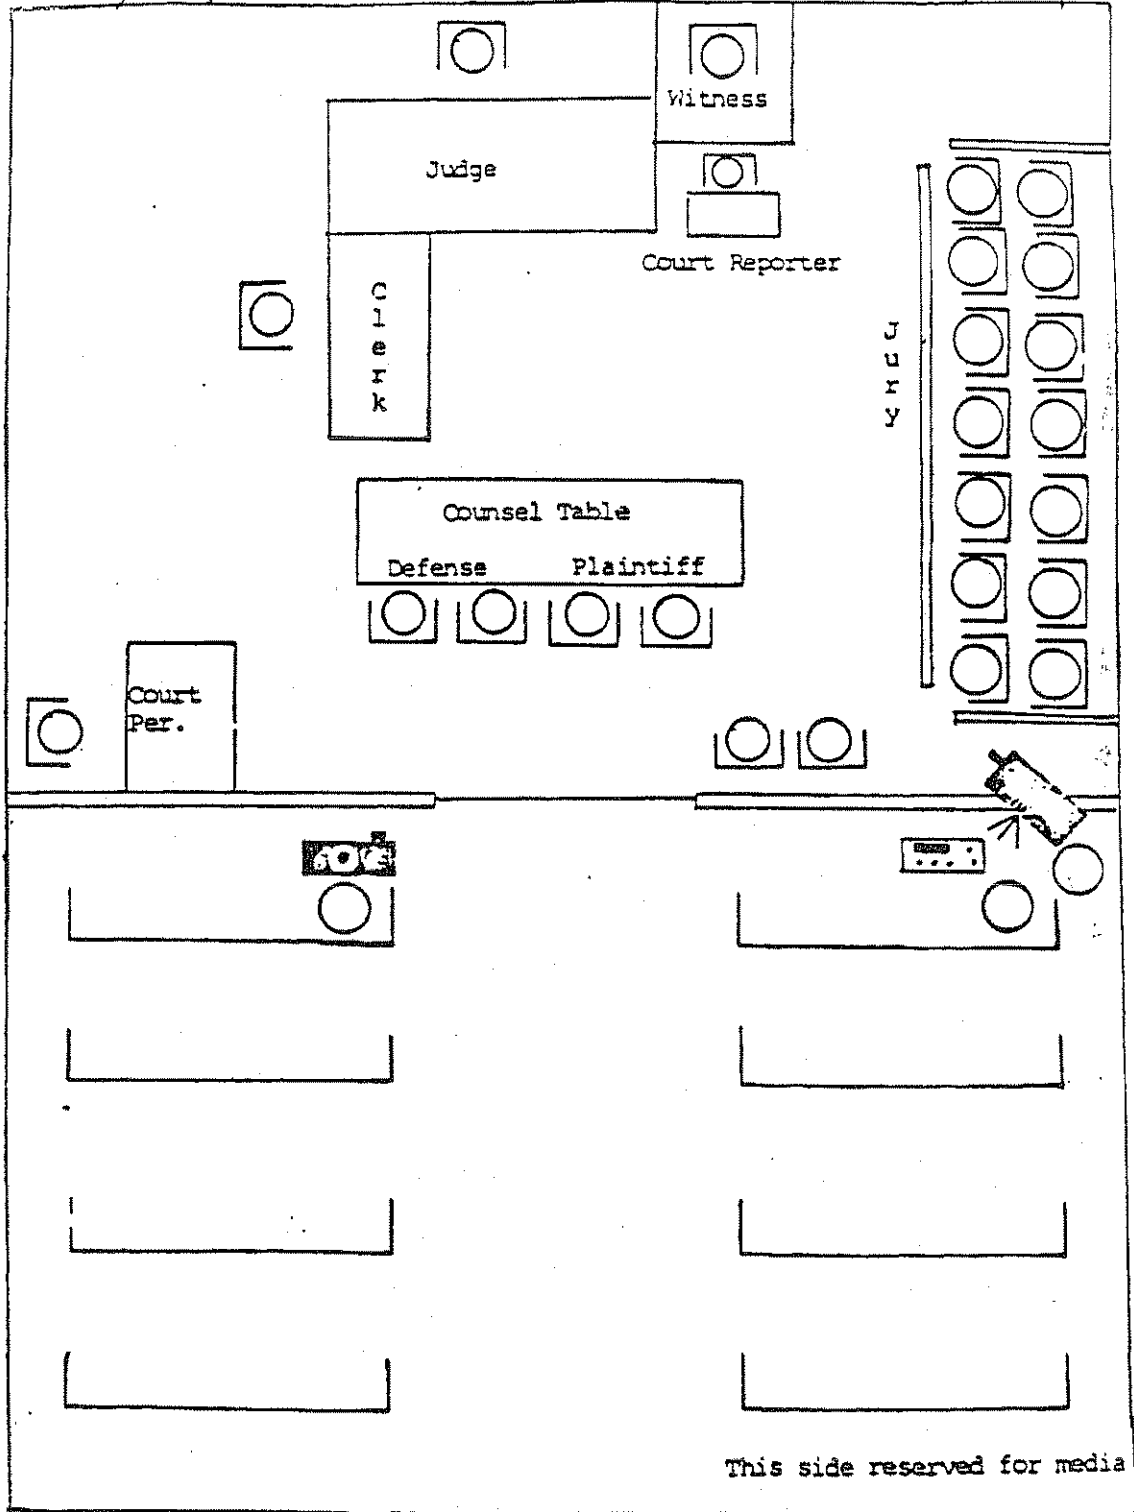 Witness
Judge
Court Reporter
Clerk
Jury
Counsel Table
Defense Plaintiff
Court
Per.
This side reserved for media